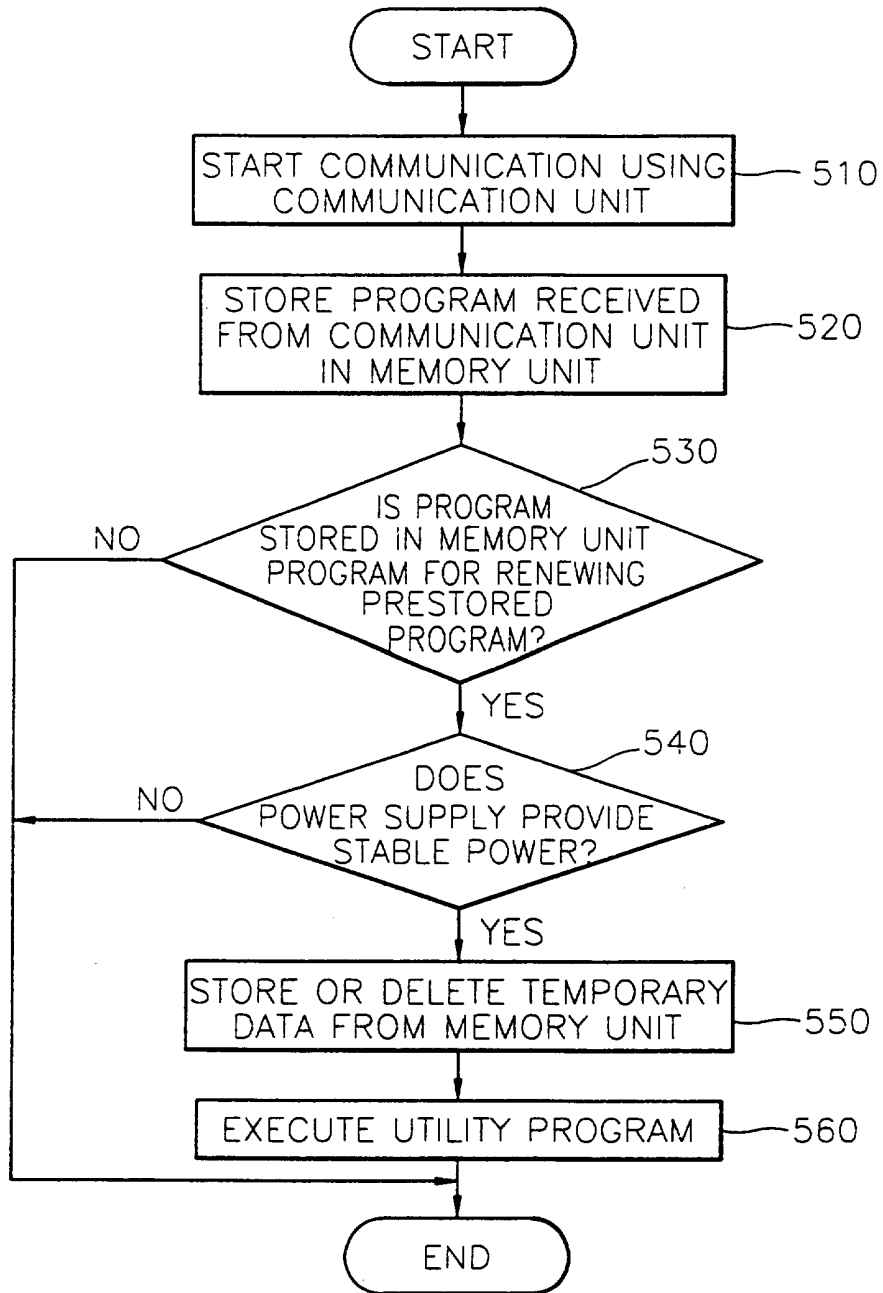 START
START COMMUNICATION USING
COMMUNICATION UNIT
510
STORE PROGRAM RECEIVED
FROM COMMUNICATION UNIT
IN MEMORY UNIT
520
530
IS PROGRAM
STORED IN MEMORY UNIT
PROGRAM FOR RENEWING
PRESTORED
PROGRAM?
NO
YES
540
DOES
POWER SUPPLY PROVIDE
STABLE POWER?
NO
YES
STORE OR DELETE TEMPORARY
DATA FROM MEMORY UNIT
550
EXECUTE UTILITY PROGRAM
560
END